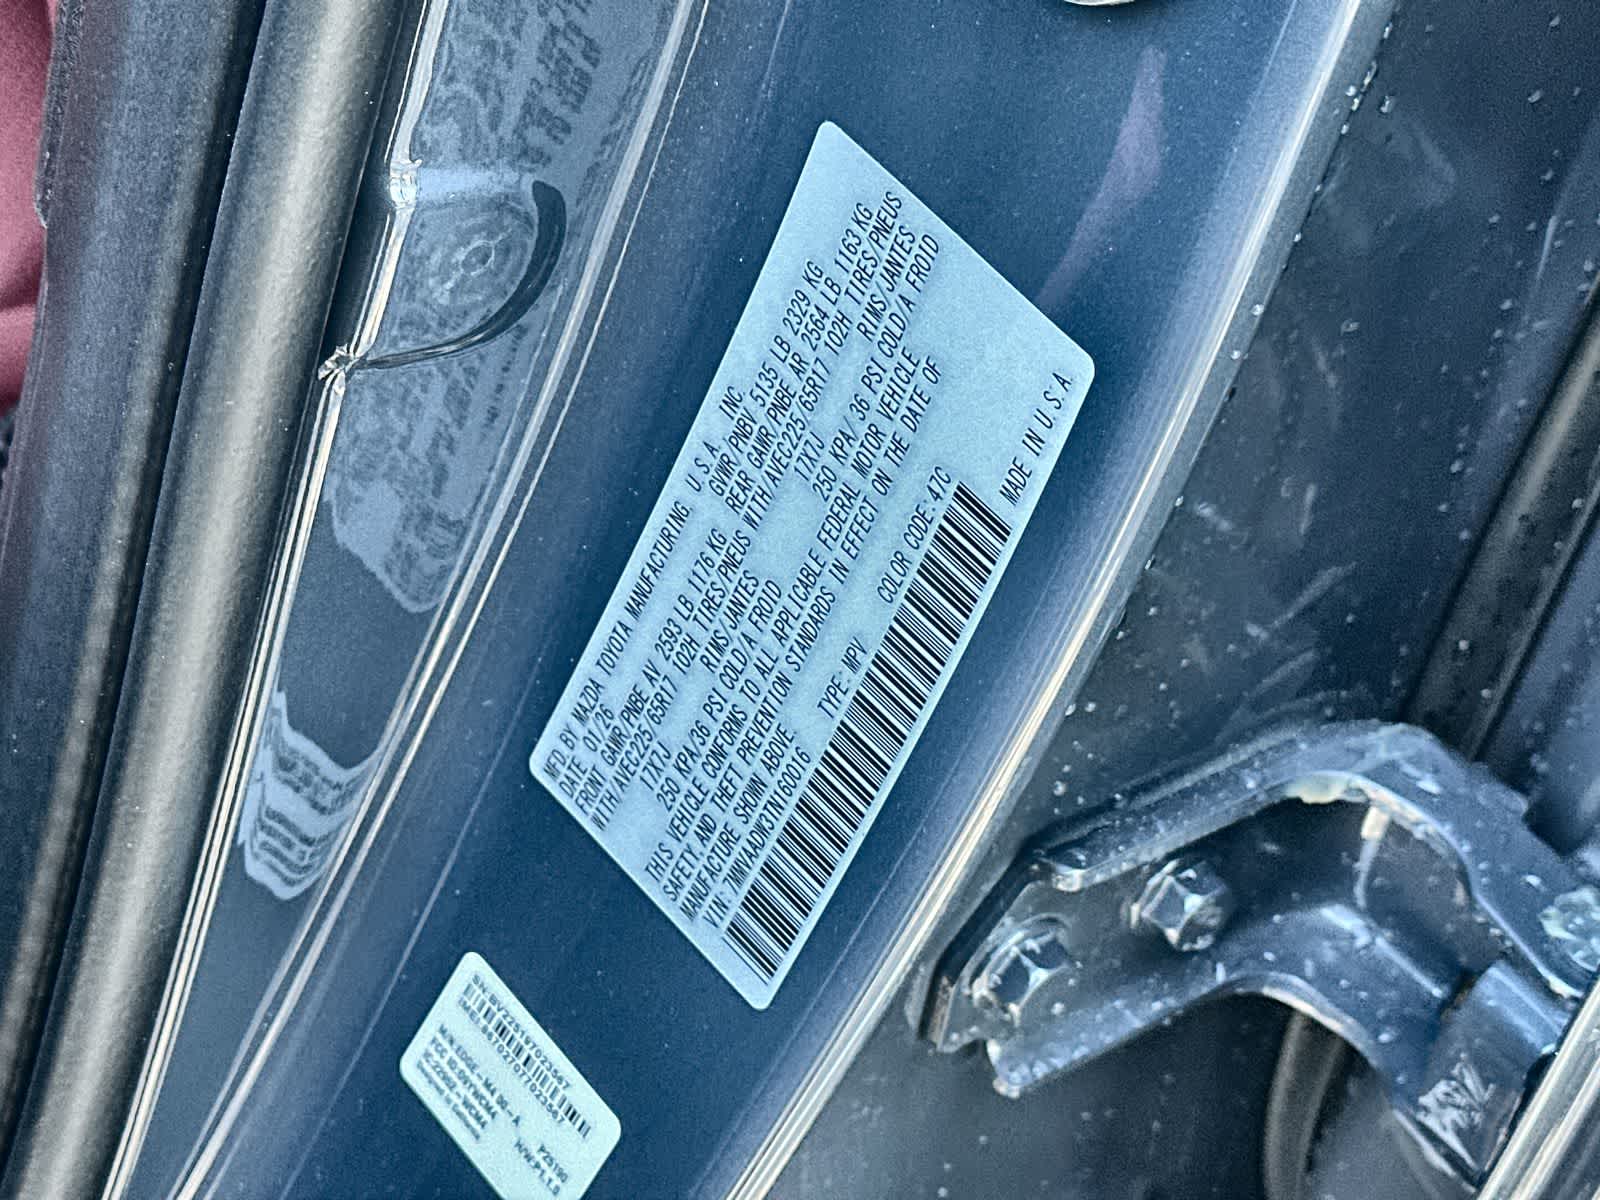 MFD. BY: MAZDA TOYOTA MANUFACTURING, U.S.A., INC.
DATE: 01/26 GVWR/PNBV 5135 LB 2329 KG
FRONT GAWR/PNBE AV 2593 LB 1176 KG REAR GAWR/PNBE AR 2564 LB 1163 KG
WITH/AVEC225/65R17 102H TIRES/PNEUS WITH/AVEC225/65R17 102H TIRES/PNEUS
17X7J RIMS/JANTES 17X7J RIMS/JANTES
250 KPA/36 PSI COLD/A FROID 250 KPA/36 PSI COLD/A FROID
THIS VEHICLE CONFORMS TO ALL APPLICABLE FEDERAL MOTOR VEHICLE
SAFETY, AND THEFT PREVENTION STANDARDS IN EFFECT ON THE DATE OF
MANUFACTURE SHOWN ABOVE.
TYPE: MPV COLOR CODE: 47C
MADE IN U.S.A.
P25190